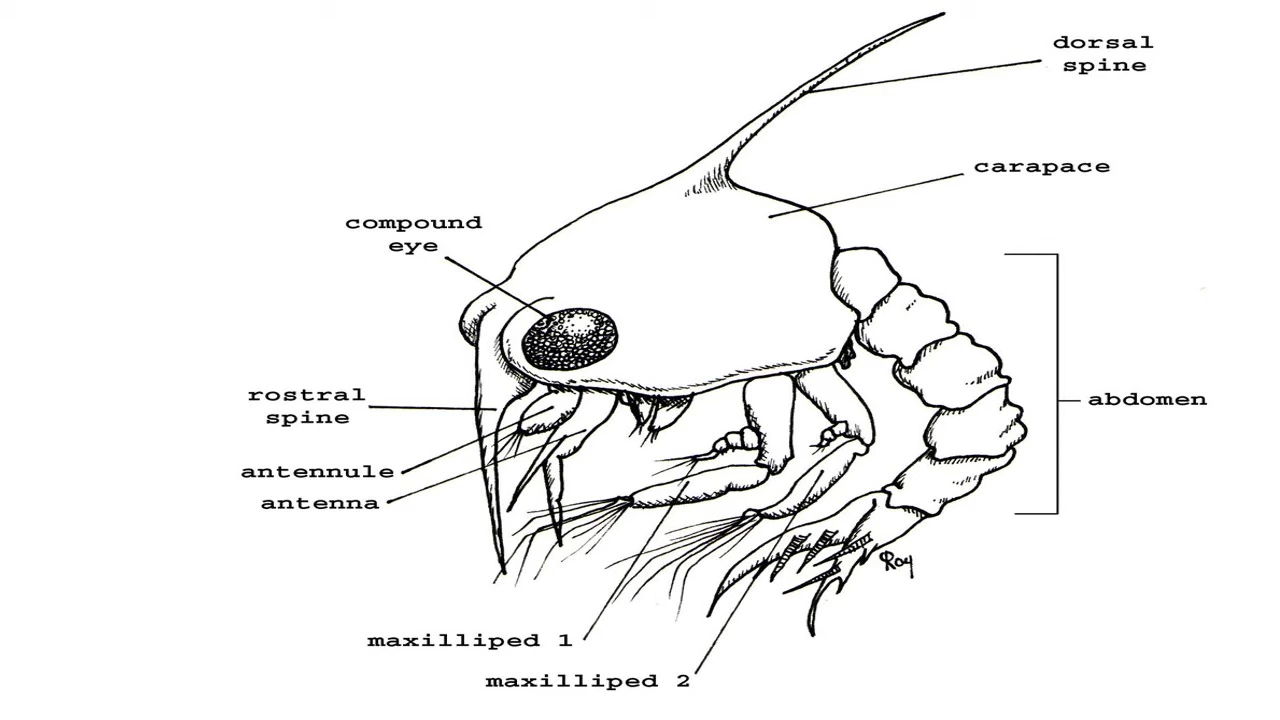 dorsal
spine
carapace
compound
eye
rostral
spine
abdomen
antennule
antenna
Roy
maxilliped 1
maxilliped 2